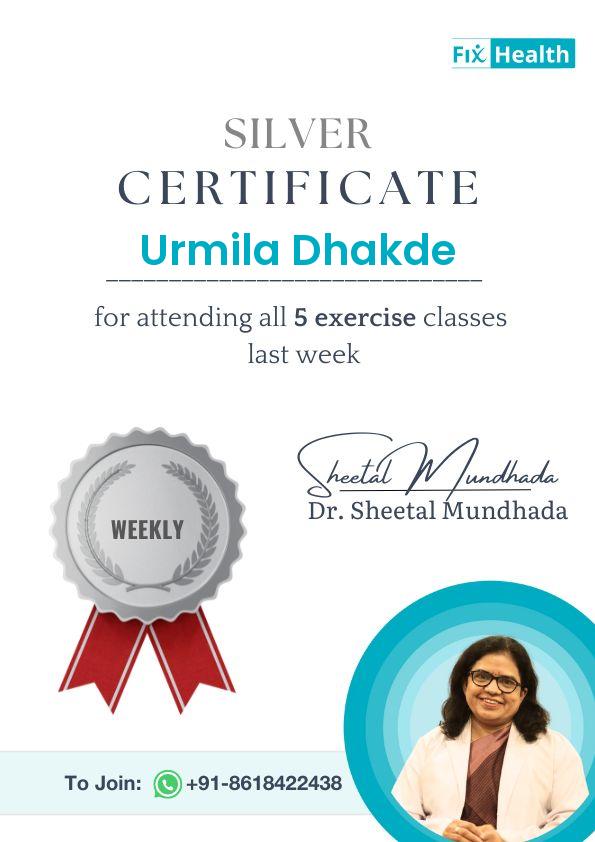 Fix Health
SILVER
CERTIFICATE
Urmila Dhakde
for attending all 5 exercise classes
last week
WEEKLY
Sheetal Mundhada
Dr. Sheetal Mundhada
To Join: +91-8618422438